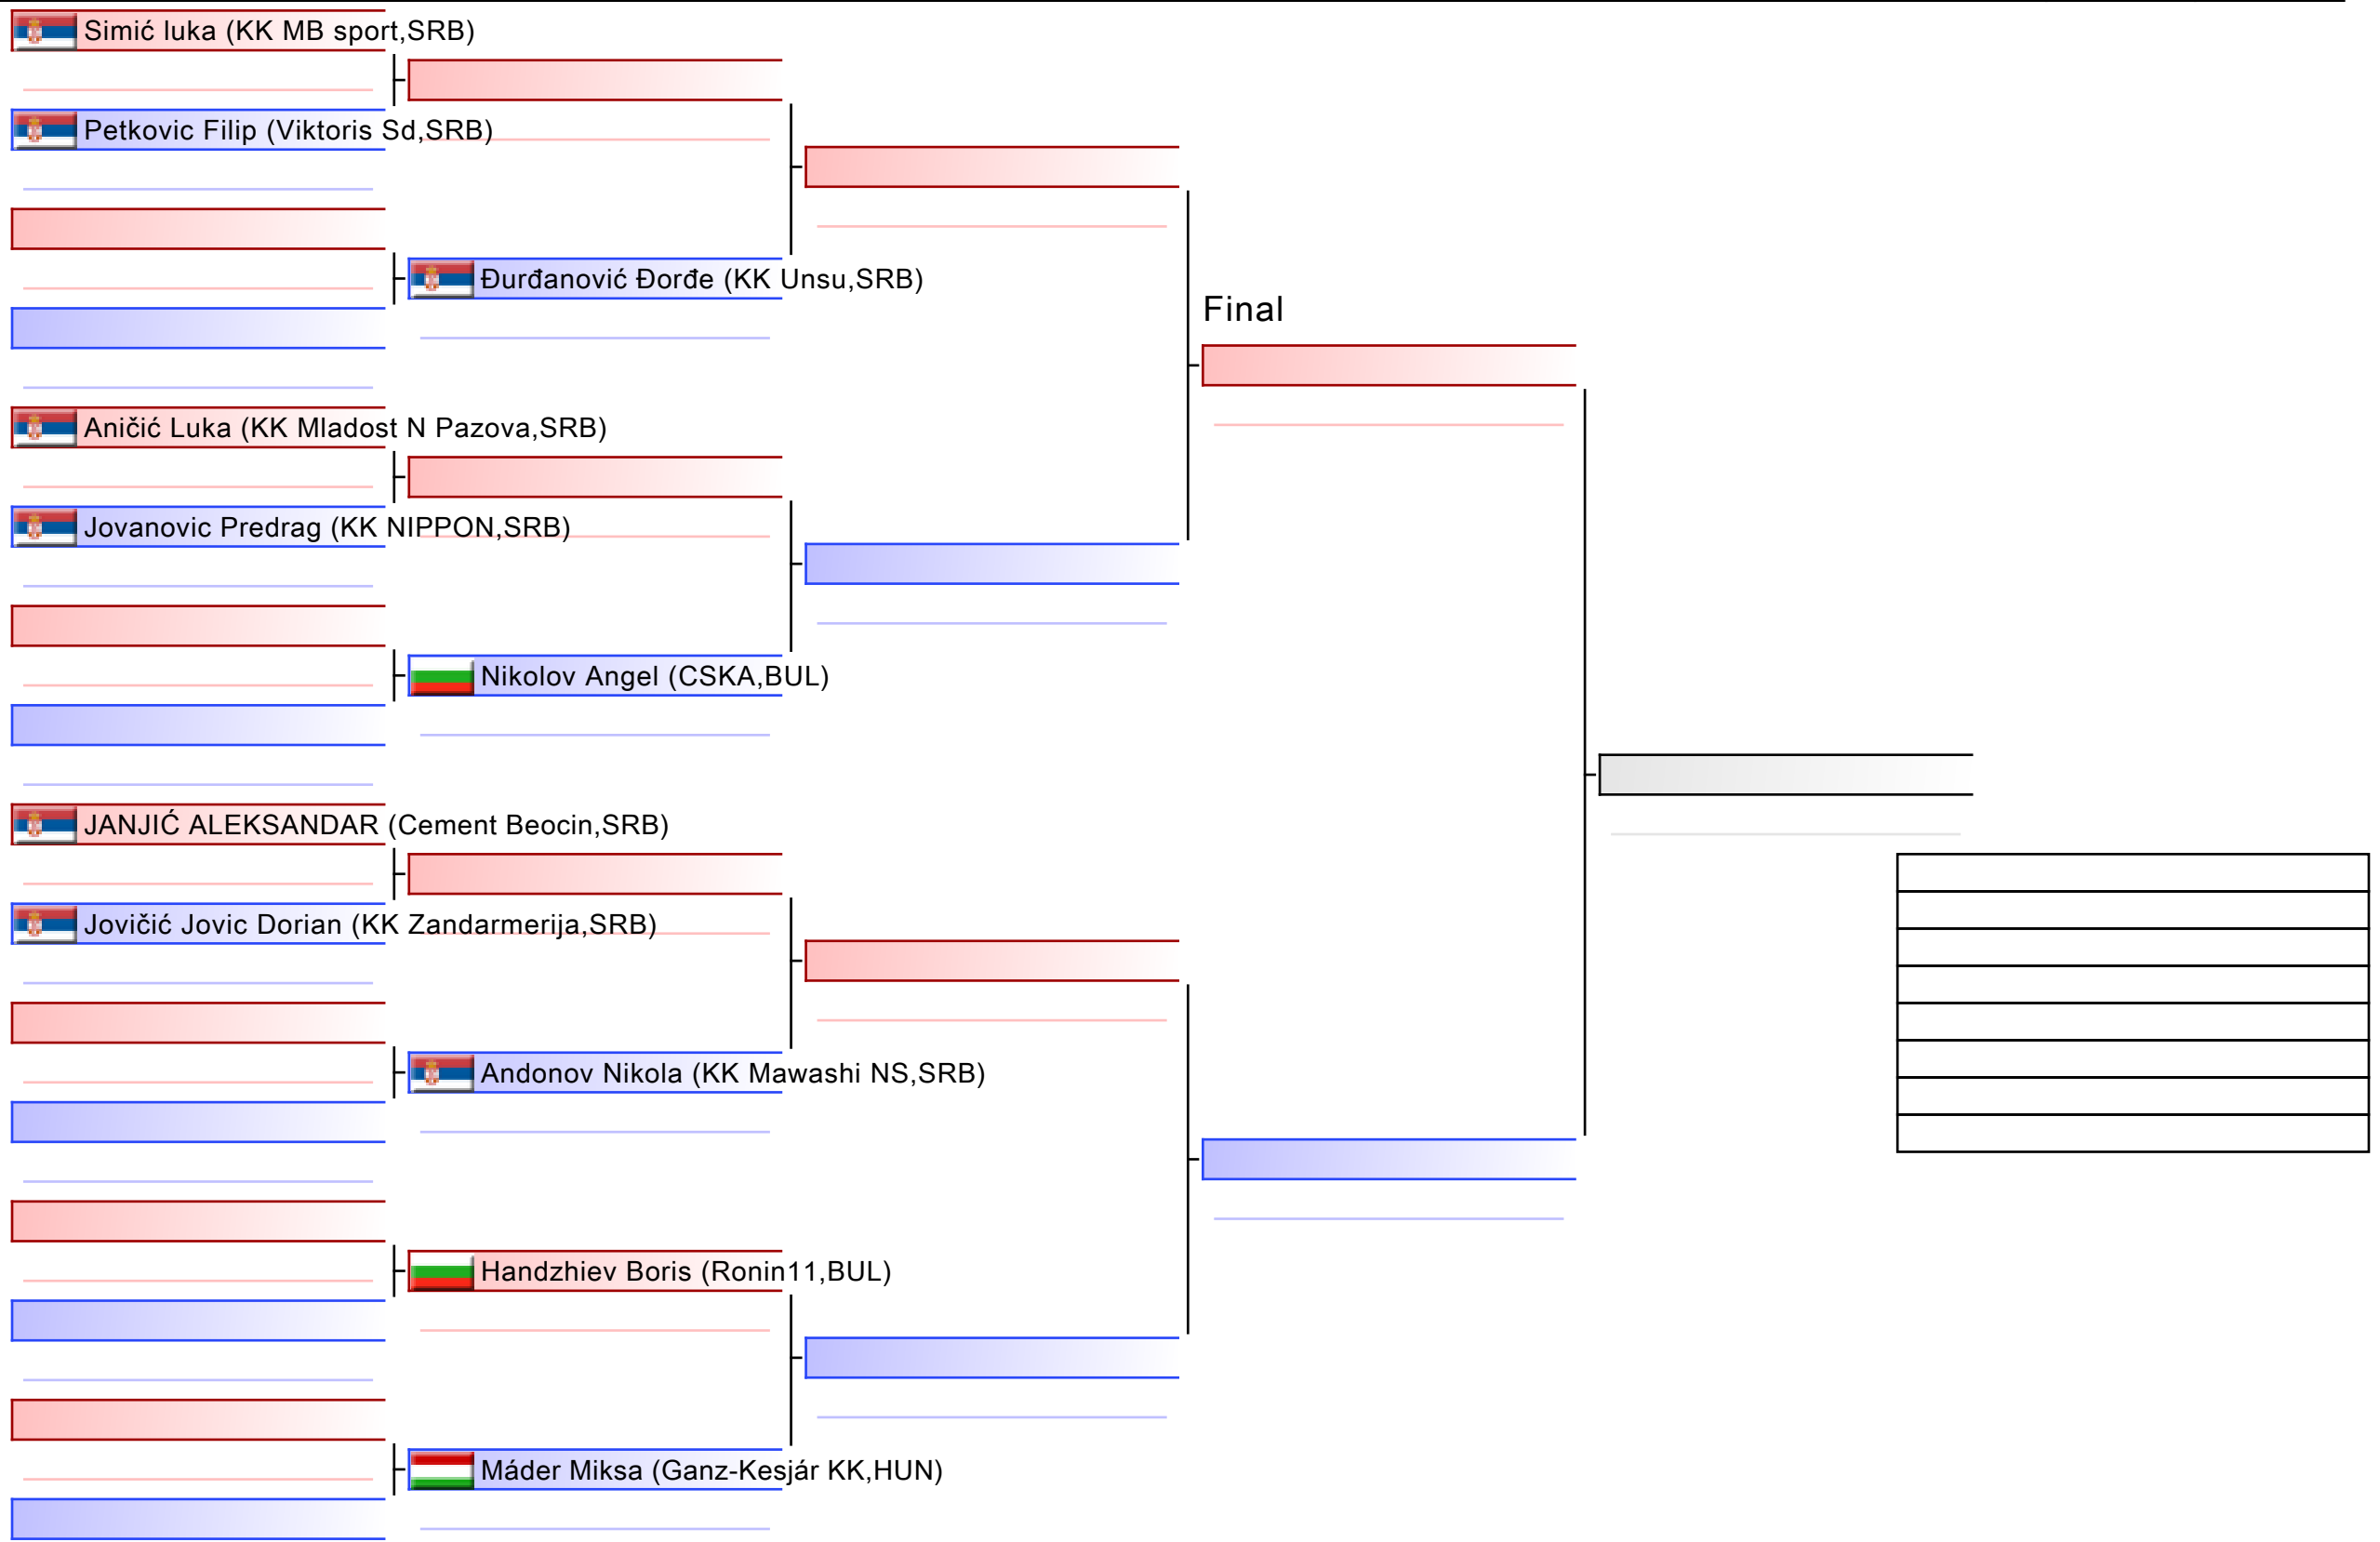 Simić luka (KK MB sport,SRB)
Petkovic Filip (Viktoris Sd,SRB)
Đurđanović Đorđe (KK Unsu,SRB)
Final
Aničić Luka (KK Mladost N Pazova,SRB)
Jovanovic Predrag (KK NIPPON,SRB)
Nikolov Angel (CSKA,BUL)
JANJIĆ ALEKSANDAR (Cement Beocin,SRB)
Jovičić Jovic Dorian (KK Zandarmerija,SRB)
Andonov Nikola (KK Mawashi NS,SRB)
Handzhiev Boris (Ronin11,BUL)
Máder Miksa (Ganz-Kesjár KK,HUN)